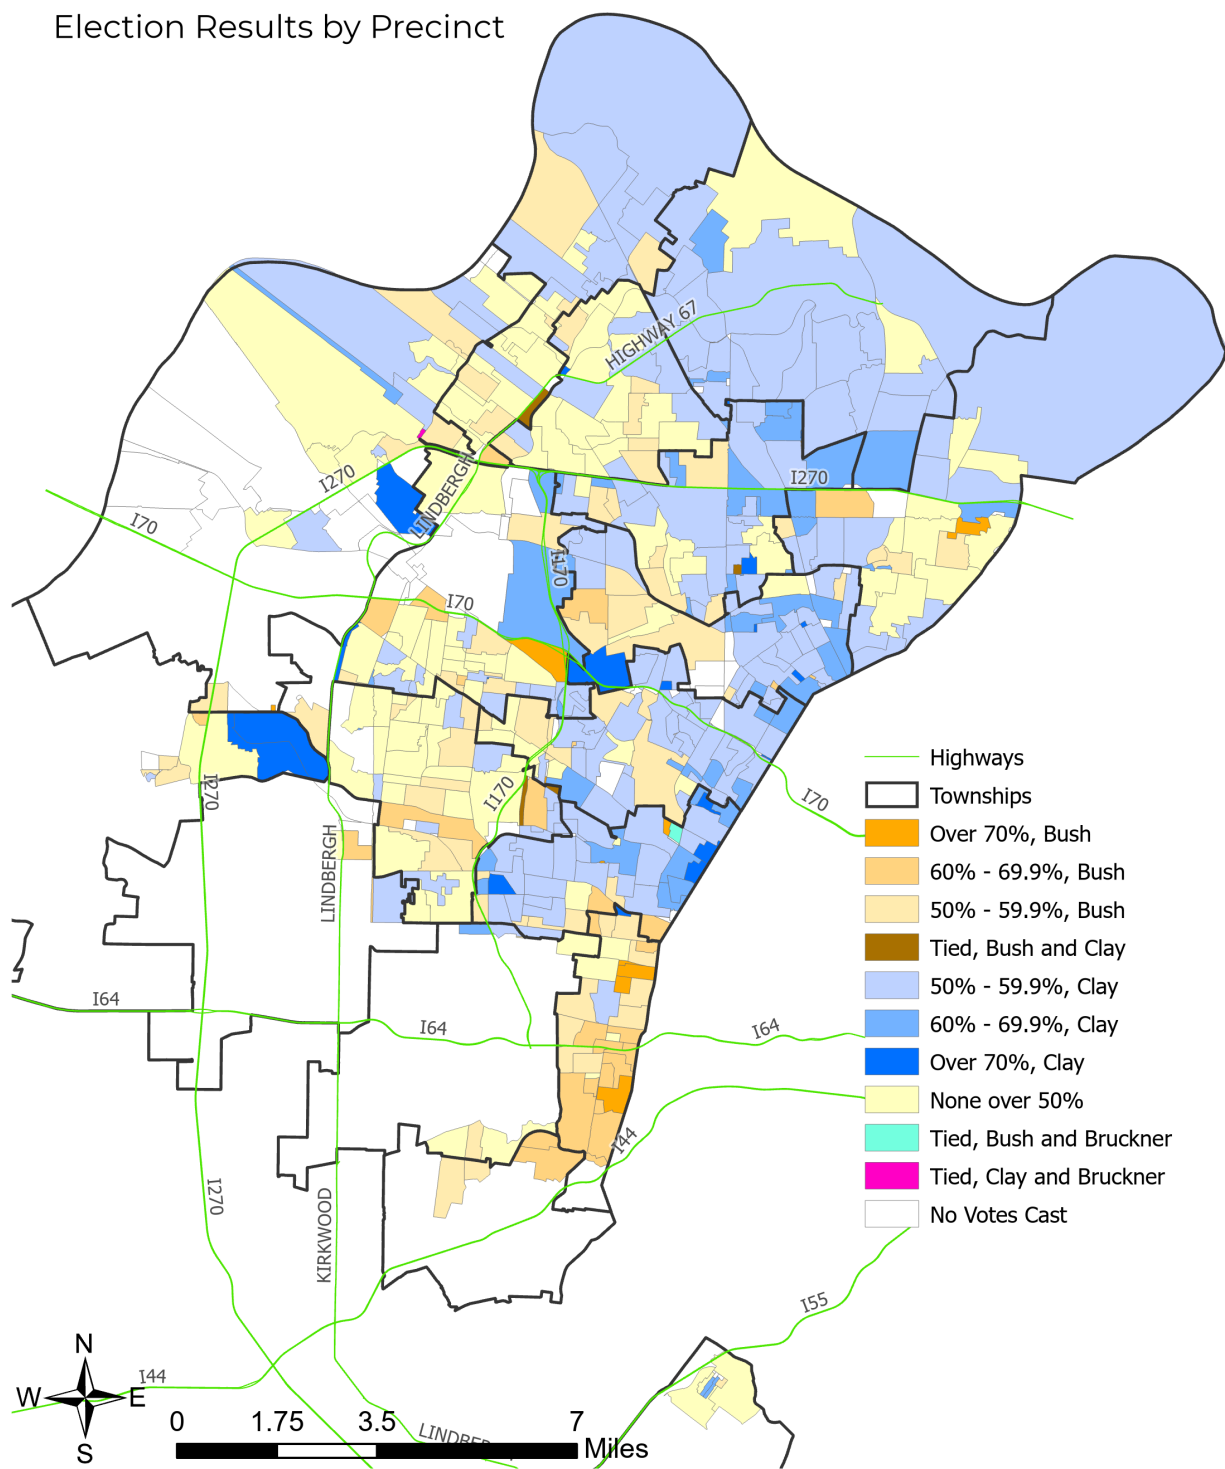 Election Results by Precinct
HIGHWAY 67
I270
LINDBERGH
I270
I70
I170
I70
Highways
I270
I170
I70
Townships
Over 70%, Bush
LINDBERGH
60% - 69.9%, Bush
50% - 59.9%, Bush
Tied, Bush and Clay
50% - 59.9%, Clay
I64
I64
I64
60% - 69.9%, Clay
Over 70%, Clay
None over 50%
I44
Tied, Bush and Bruckner
Tied, Clay and Bruckner
I270
KIRKWOOD
No Votes Cast
I55
N
I44
W
E
S
0 1.75 3.5 7
Miles